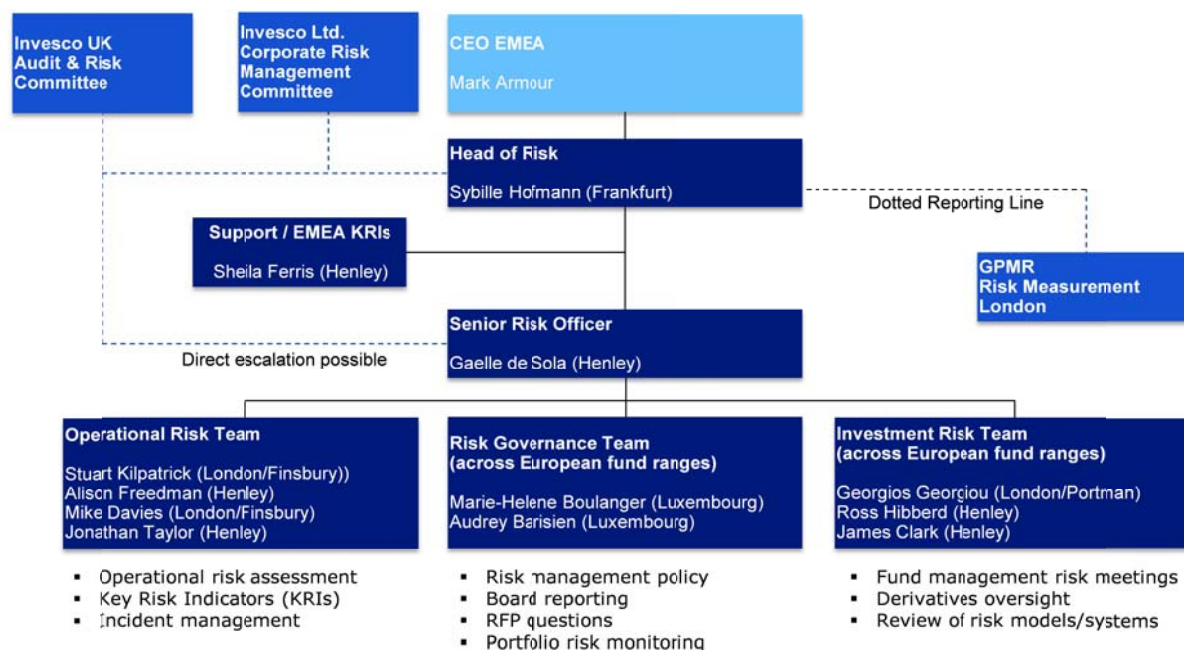 Invesco UK
Audit & Risk
Committee
Invesco Ltd.
Corporate Risk
Management
Committee
CEO EMEA
Mark Armour
Head of Risk
Sybille Hofmann (Frankfurt)
Dotted Reporting Line
Support / EMEA KRIs
Sheila Ferris (Henley)
GPMR
Risk Measurement
London
Senior Risk Officer
Gaelle de Sola (Henley)
Direct escalation possible
Operational Risk Team
Stuart Kilpatrick (London/Finsbury))
Alison Freedman (Henley)
Mike Davies (London/Finsbury)
Jonathan Taylor (Henley)
Risk Governance Team
(across European fund ranges)
Marie-Helene Boulanger (Luxembourg)
Audrey Barisien (Luxembourg)
Investment Risk Team
(across European fund ranges)
Georgios Georgiou (London/Portman)
Ross Hibberd (Henley)
James Clark (Henley)
▪ Operational risk assessment
▪ Key Risk Indicators (KRIs)
▪ Incident management
▪ Risk management policy
▪ Board reporting
▪ RFP questions
▪ Portfolio risk monitoring
▪ Fund management risk meetings
▪ Derivatives oversight
▪ Review of risk models/systems